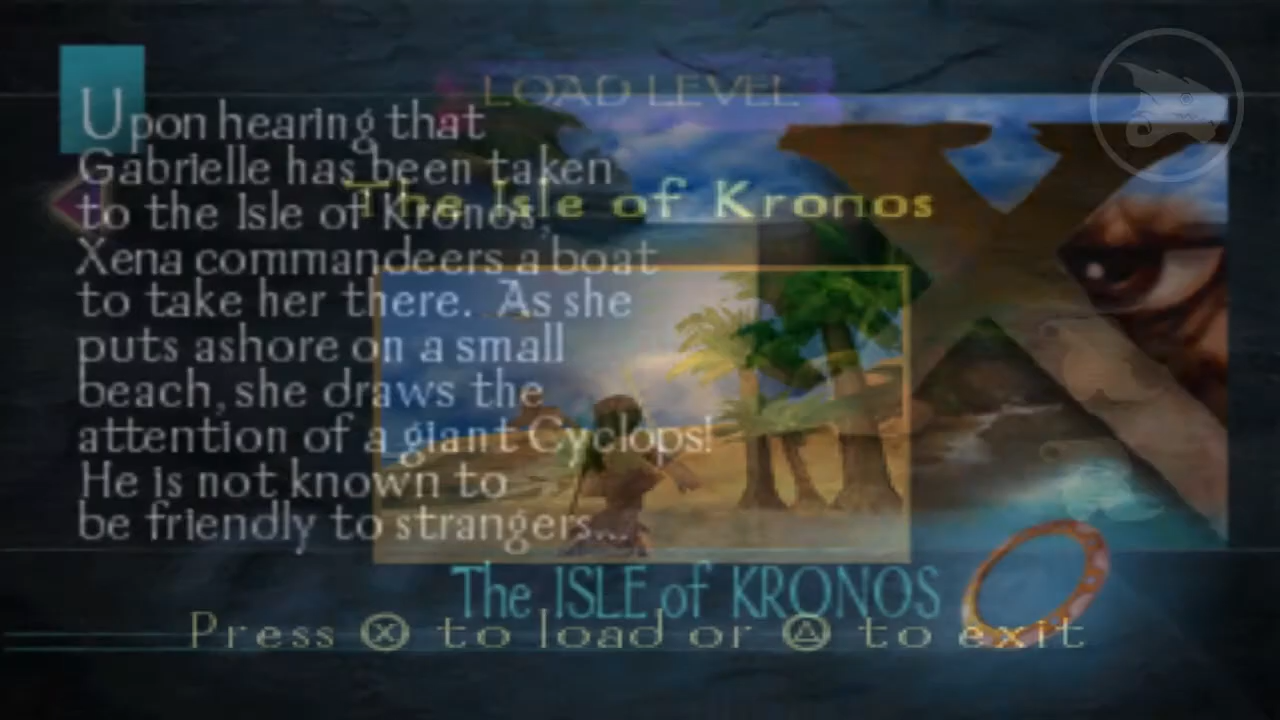 LOAD LEVEL
Upon hearing that
Gabrielle has been taken
to the Isle of Kronos,
Xena commandeers a boat
to take her there. As she
puts ashore on a small
beach, she draws the
attention of a giant Cyclops!
He is not known to
be friendly to strangers...
The Isle of Kronos
X
The ISLE of KRONOS
Press Ⓧ to load or △ to exit